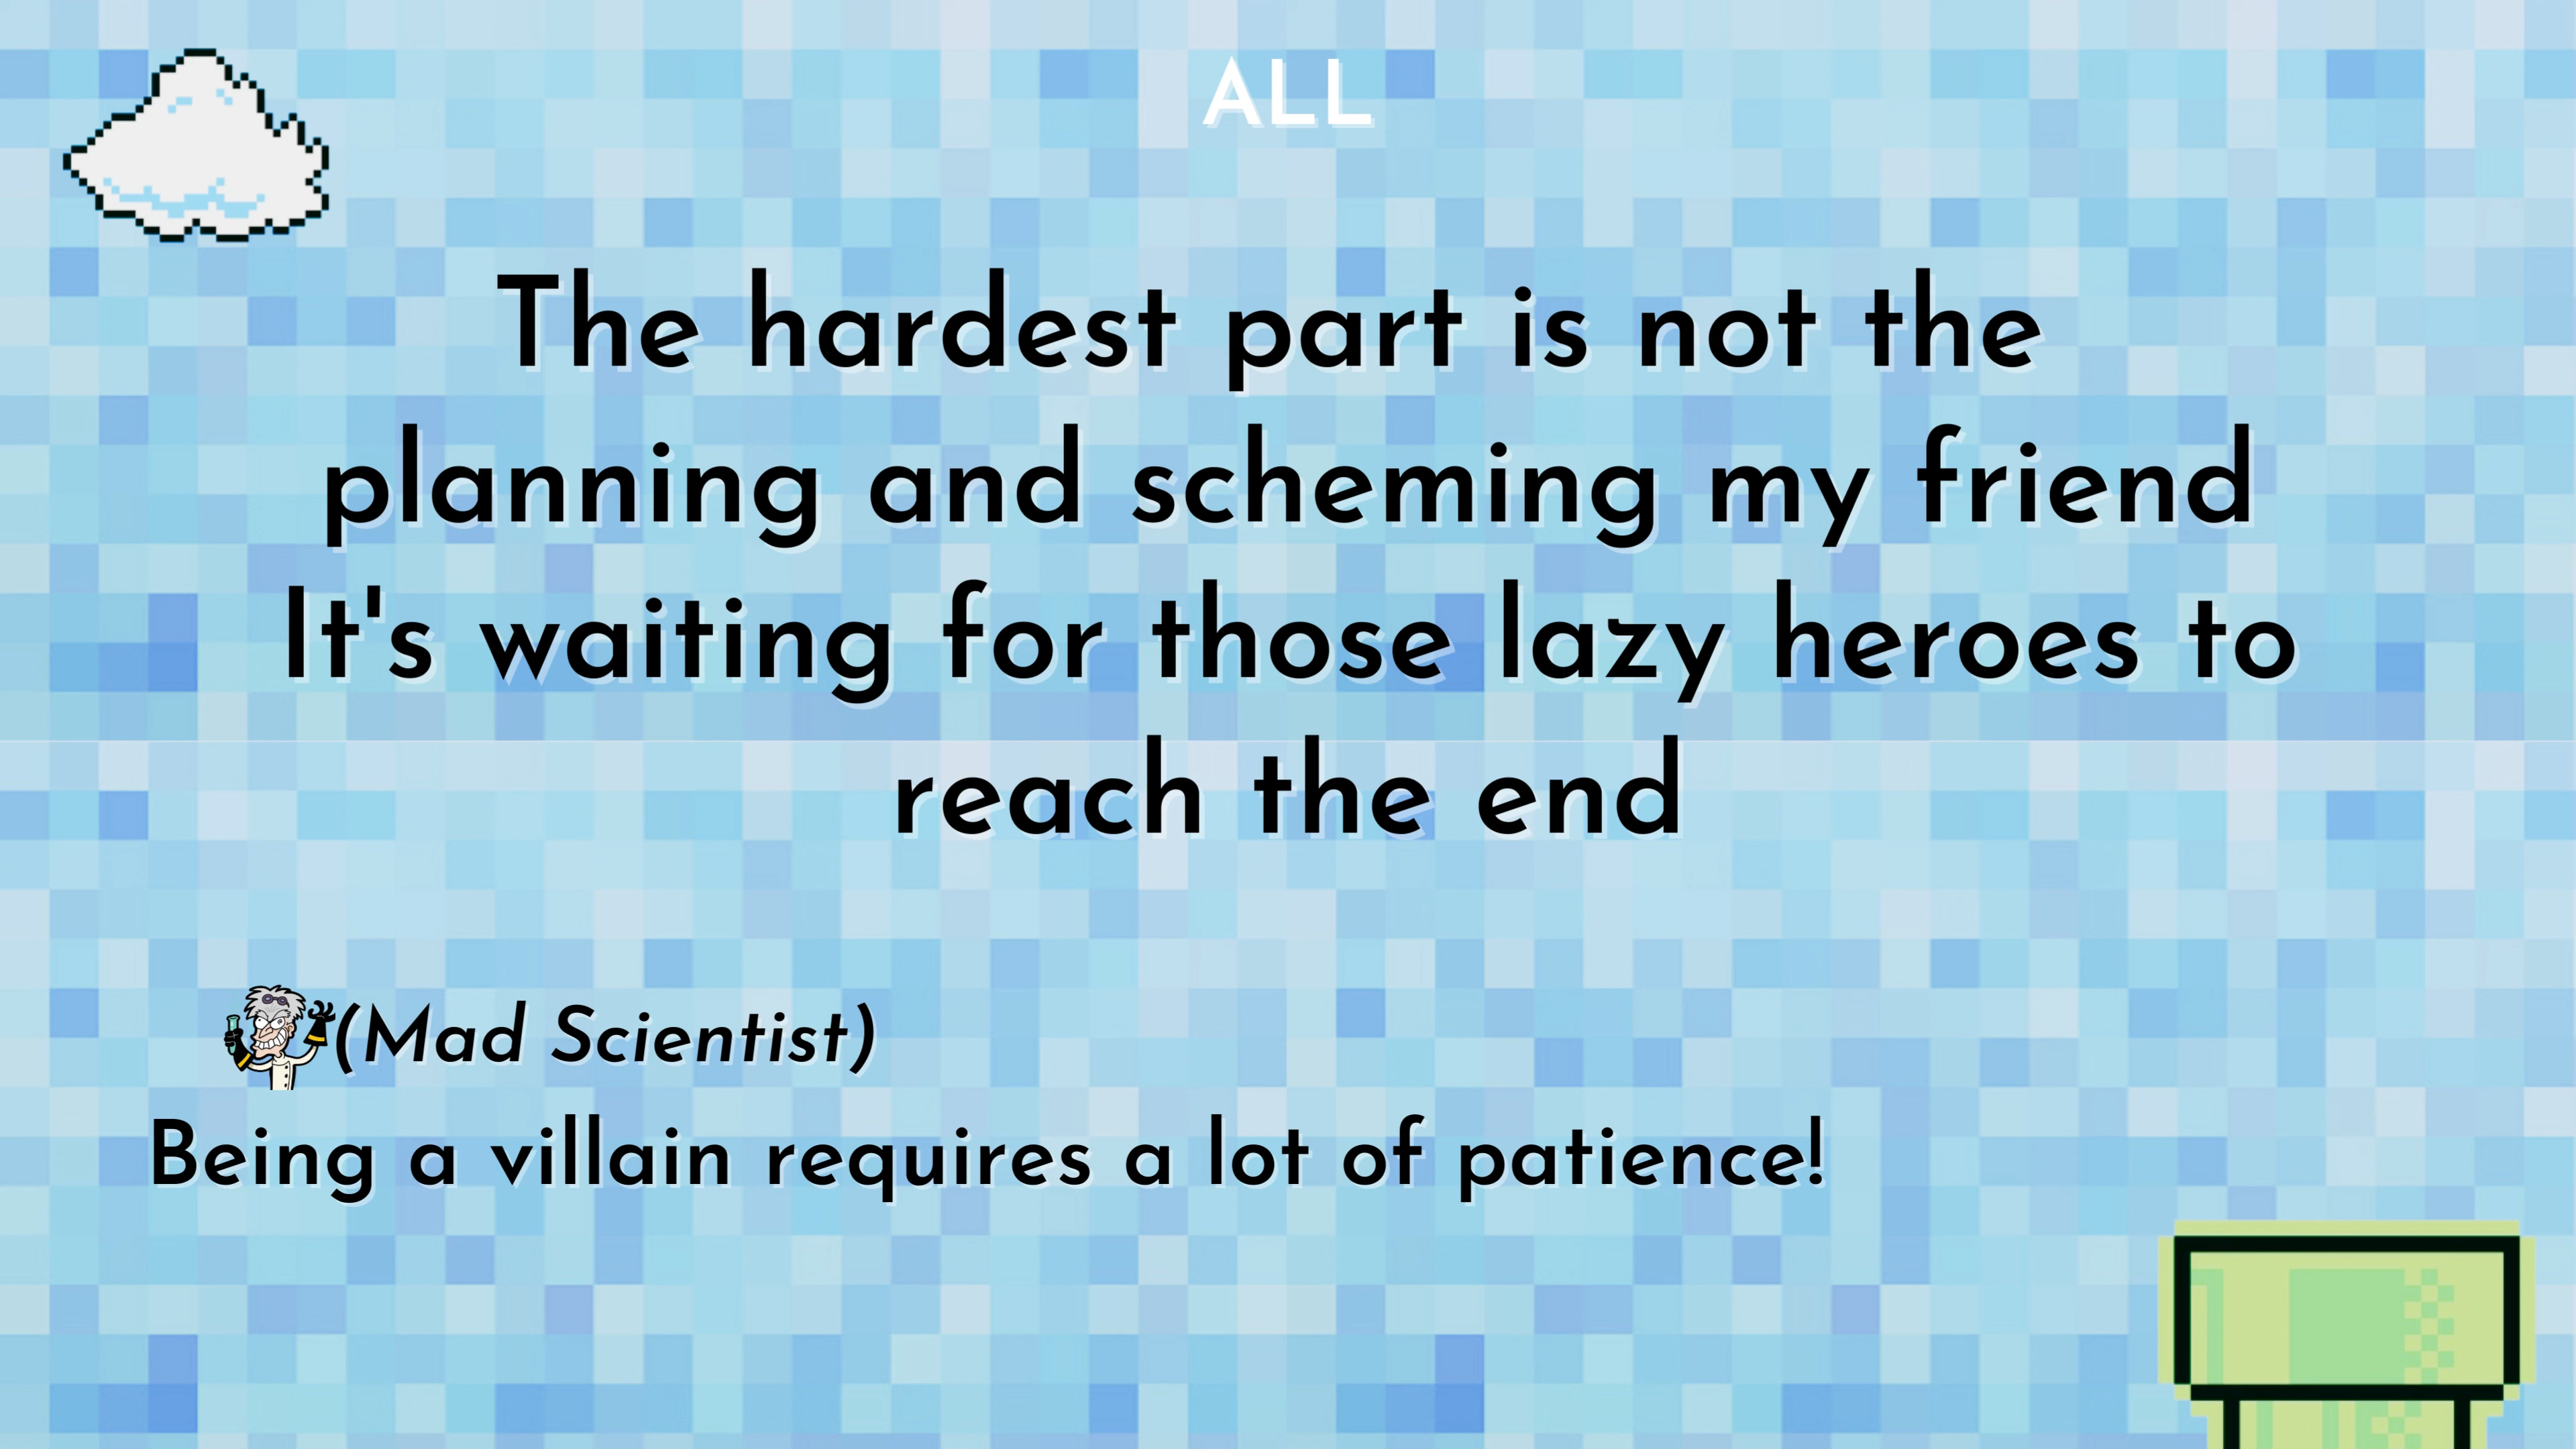 ALL
The hardest part is not the
planning and scheming my friend
It's waiting for those lazy heroes to
reach the end
(Mad Scientist)
Being a villain requires a lot of patience!